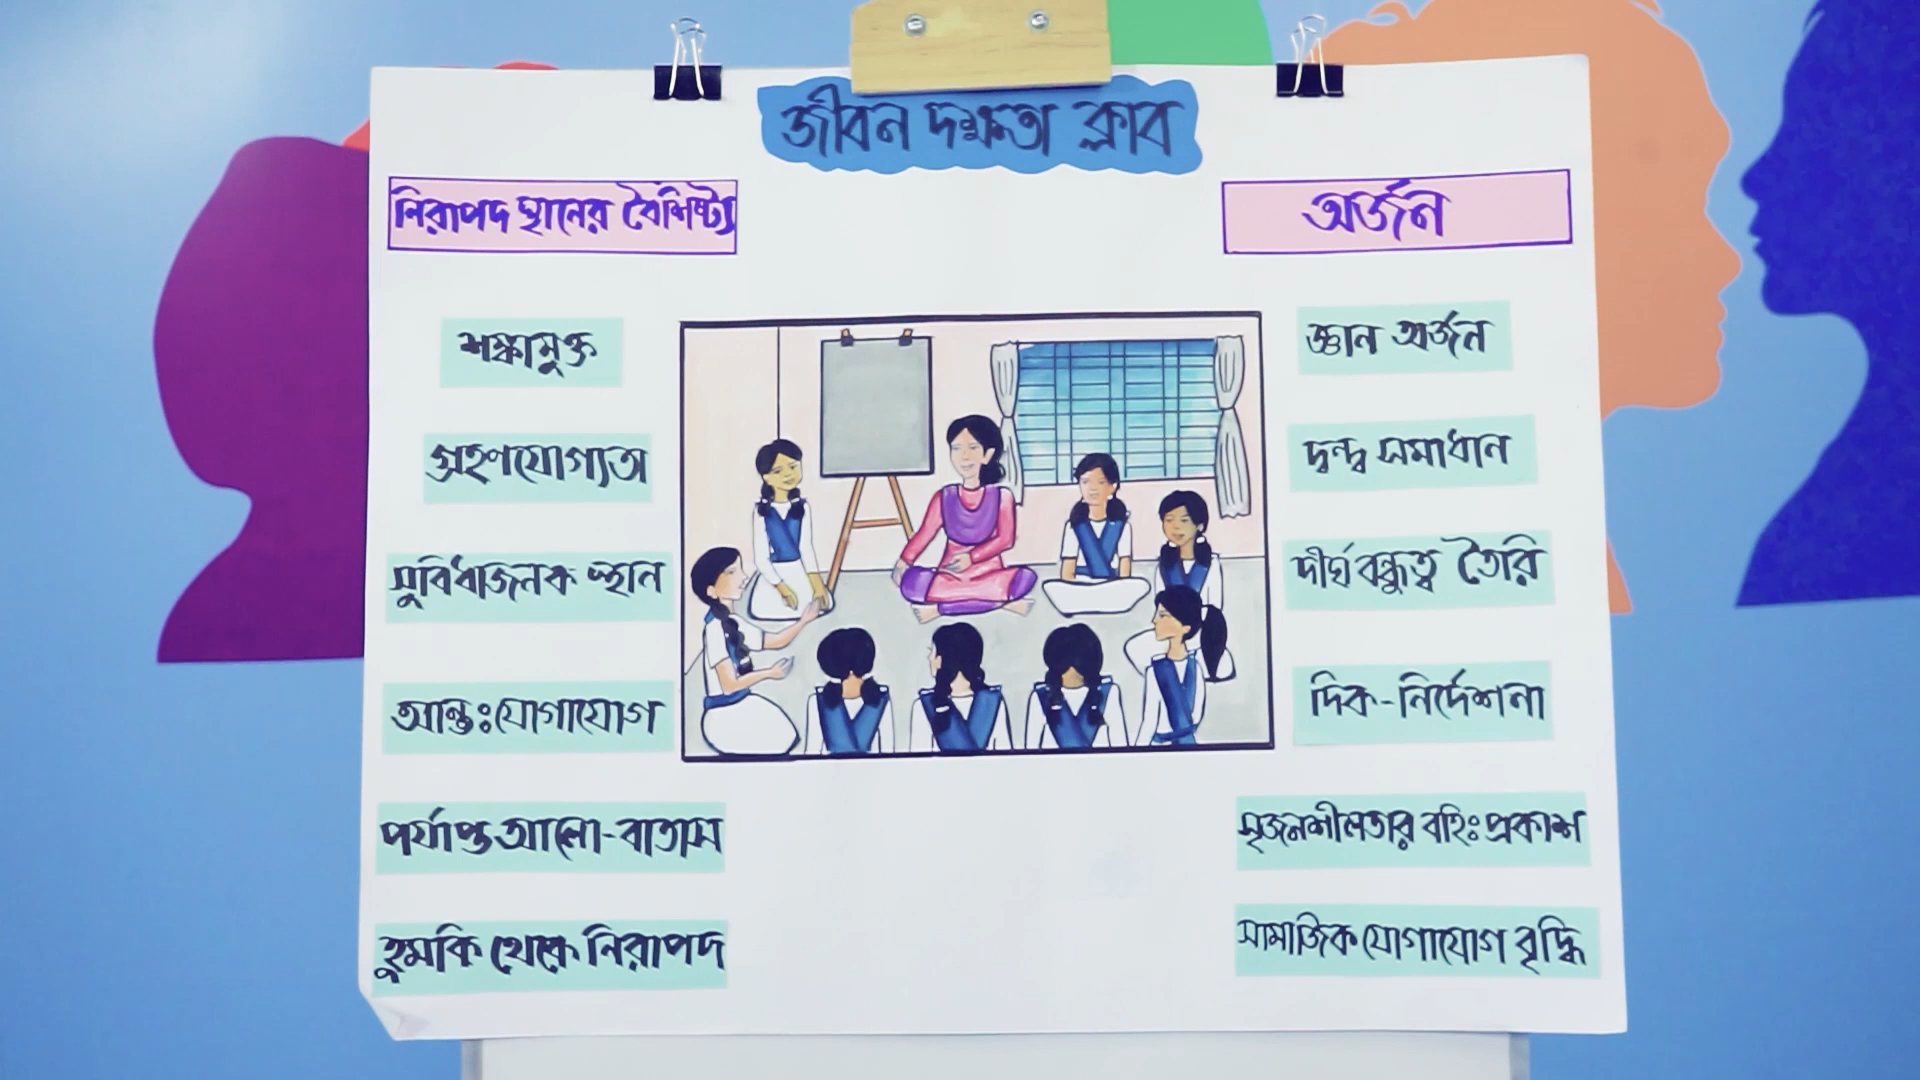 জীবন দক্ষতা ক্লাব
নিরাপদ স্থানের বৈশিষ্ট্য
শঙ্কামুক্ত
গ্রহণযোগ্যতা
সুবিধাজনক স্থান
আন্তঃযোগাযোগ
পর্যাপ্ত আলো-বাতাস
হুমকি থেকে নিরাপদ
অর্জন
জ্ঞান অর্জন
দ্বন্দ্ব সমাধান
দীর্ঘ বন্ধুত্ব তৈরি
দিক-নির্দেশনা
সৃজনশীলতার বহিঃপ্রকাশ
সামাজিক যোগাযোগ বৃদ্ধি